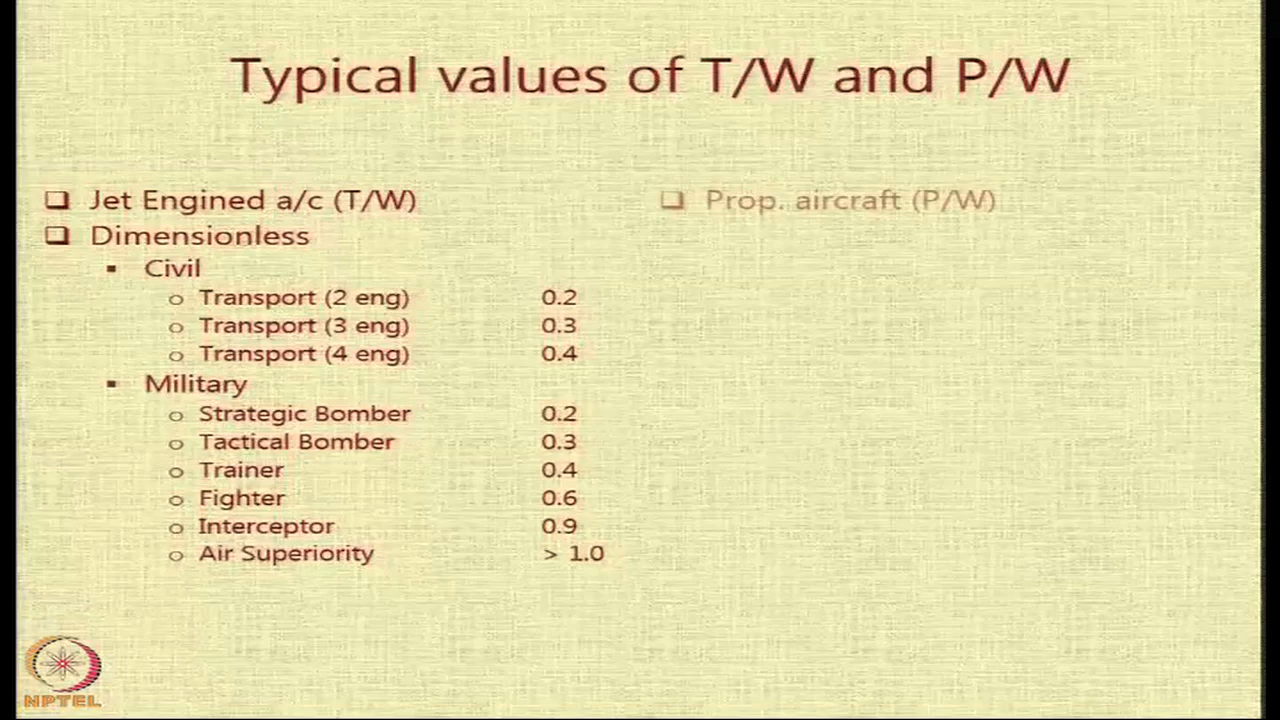 Typical values of T/W and P/W
❑ Jet Engined a/c (T/W)
❑ Dimensionless
▪ Civil
o Transport (2 eng) 0.2
o Transport (3 eng) 0.3
o Transport (4 eng) 0.4
▪ Military
o Strategic Bomber 0.2
o Tactical Bomber 0.3
o Trainer 0.4
o Fighter 0.6
o Interceptor 0.9
o Air Superiority > 1.0
❑ Prop. aircraft (P/W)
NPTEL